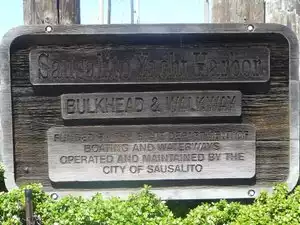 Sausalito Yacht Harbor
BULKHEAD & WALKWAY
BOATING AND WATERWAYS
OPERATED AND MAINTAINED BY THE
CITY OF SAUSALITO